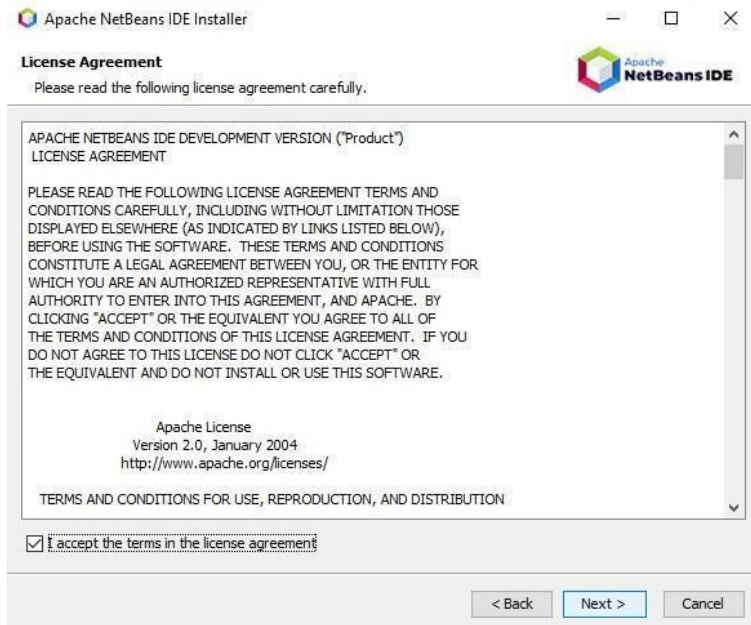 Apache NetBeans IDE Installer
License Agreement
Please read the following license agreement carefully.
Apache
NetBeans IDE
APACHE NETBEANS IDE DEVELOPMENT VERSION ("Product")
LICENSE AGREEMENT
PLEASE READ THE FOLLOWING LICENSE AGREEMENT TERMS AND
CONDITIONS CAREFULLY, INCLUDING WITHOUT LIMITATION THOSE
DISPLAYED ELSEWHERE (AS INDICATED BY LINKS LISTED BELOW),
BEFORE USING THE SOFTWARE.  THESE TERMS AND CONDITIONS
CONSTITUTE A LEGAL AGREEMENT BETWEEN YOU, OR THE ENTITY FOR
WHICH YOU ARE AN AUTHORIZED REPRESENTATIVE WITH FULL
AUTHORITY TO ENTER INTO THIS AGREEMENT, AND APACHE.  BY
CLICKING "ACCEPT" OR THE EQUIVALENT YOU AGREE TO ALL OF
THE TERMS AND CONDITIONS OF THIS LICENSE AGREEMENT.  IF YOU
DO NOT AGREE TO THIS LICENSE DO NOT CLICK "ACCEPT" OR
THE EQUIVALENT AND DO NOT INSTALL OR USE THIS SOFTWARE.
Apache License
Version 2.0, January 2004
http://www.apache.org/licenses/
TERMS AND CONDITIONS FOR USE, REPRODUCTION, AND DISTRIBUTION
I accept the terms in the license agreement
< Back
Next >
Cancel